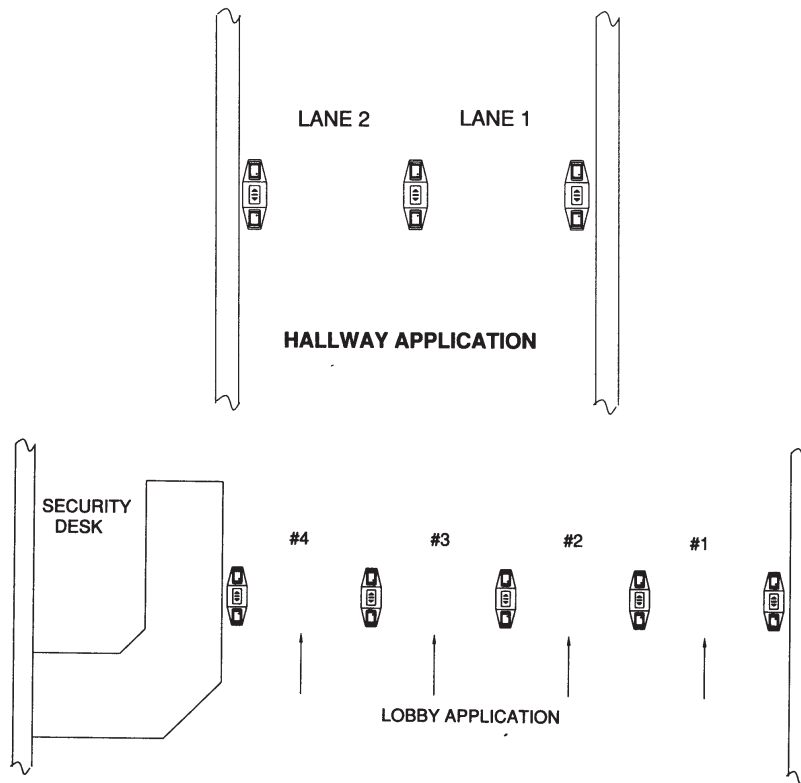 LANE 2 LANE 1
HALLWAY APPLICATION
SECURITY
DESK
#4 #3 #2 #1
LOBBY APPLICATION